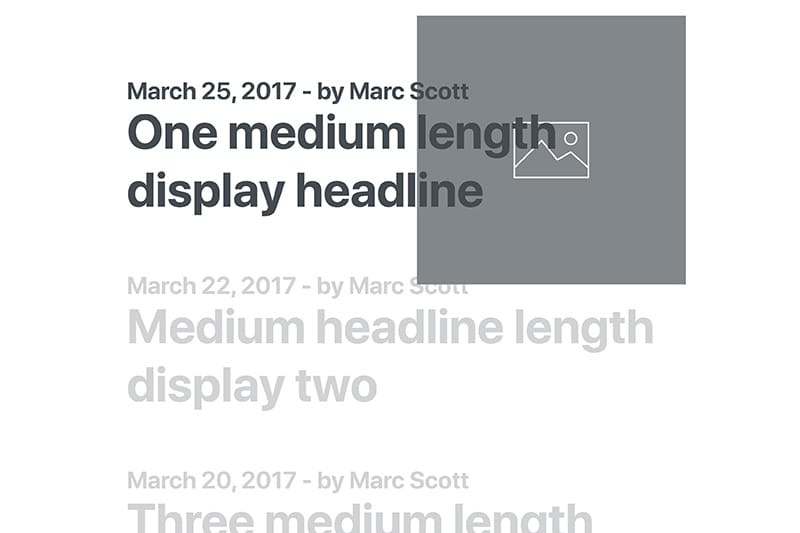 March 25, 2017 - by Marc Scott
One medium length
display headline
March 22, 2017 - by Marc Scott
Medium headline length
display two
March 20, 2017 - by Marc Scott
Three medium length